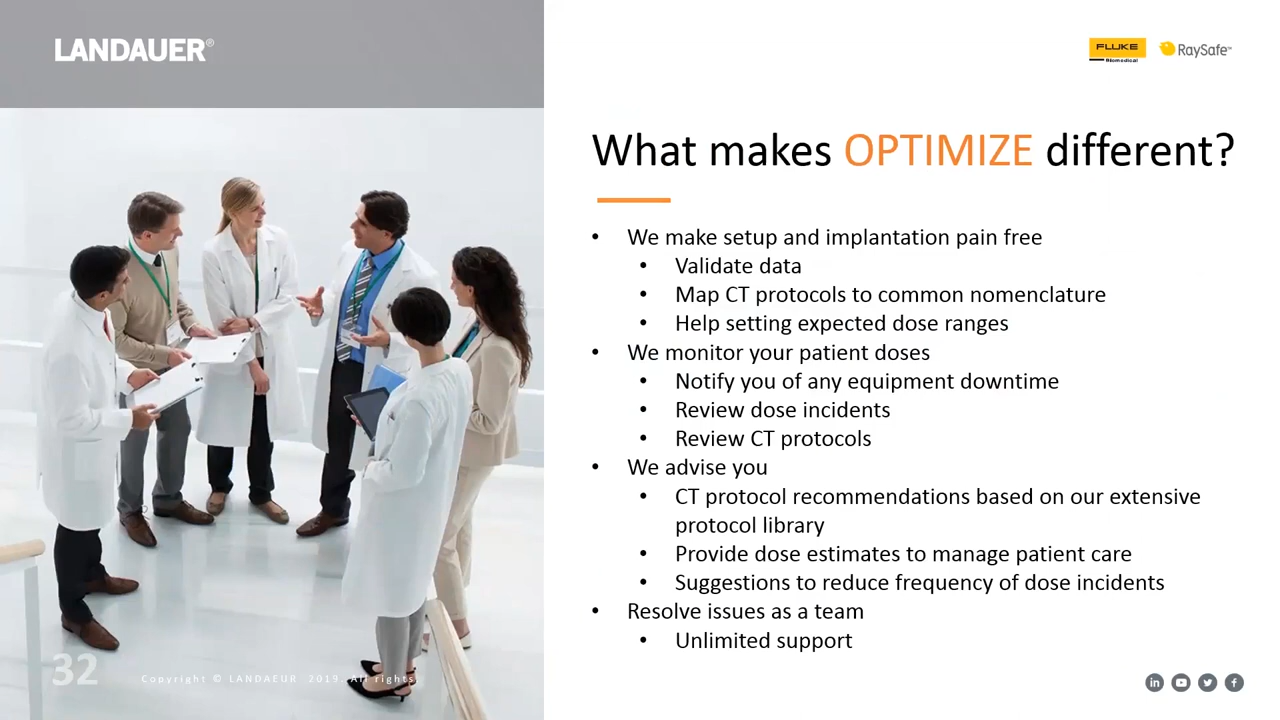 LANDAUER®
FLUKE
Biomedical
RaySafe™
What makes OPTIMIZE different?
• We make setup and implantation pain free
• Validate data
• Map CT protocols to common nomenclature
• Help setting expected dose ranges
• We monitor your patient doses
• Notify you of any equipment downtime
• Review dose incidents
• Review CT protocols
• We advise you
• CT protocol recommendations based on our extensive
protocol library
• Provide dose estimates to manage patient care
• Suggestions to reduce frequency of dose incidents
• Resolve issues as a team
• Unlimited support
32
Copyright © LANDAEUR 2019. All rights.
in
f